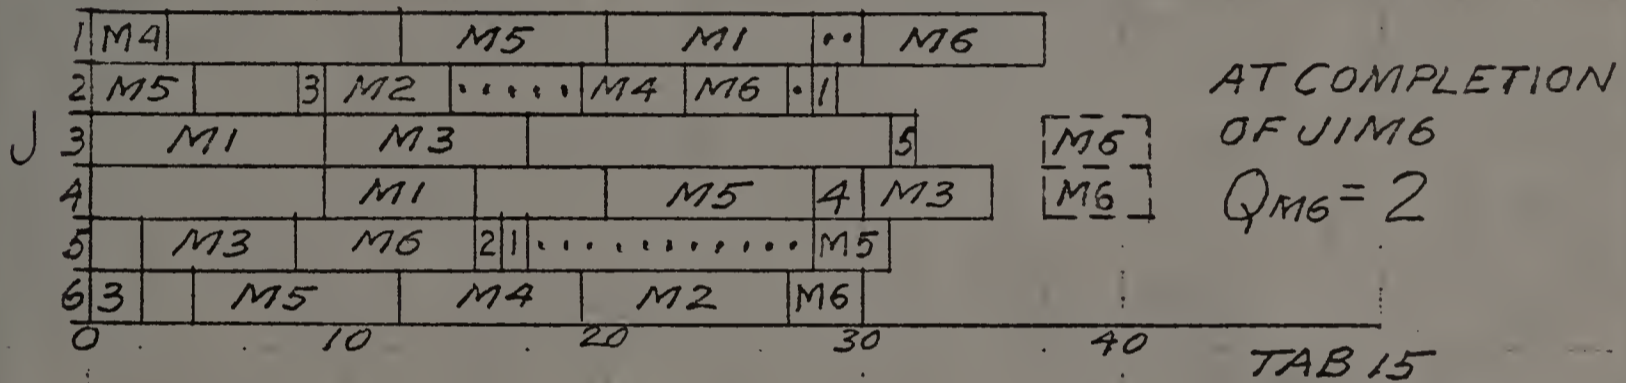 1 M4 M5 M1 •• M6
2 M5 3 M2 ••••• M4 M6 • 1
AT COMPLETION
J 3 M1 M3 5 M6
OF J1M6
4 M1 M5 4 M3 M6
QM6 = 2
5 M3 M6 2 1 ••••••••••• M5
6 3 M5 M4 M2 M6
0 10 20 30 40
TAB 15